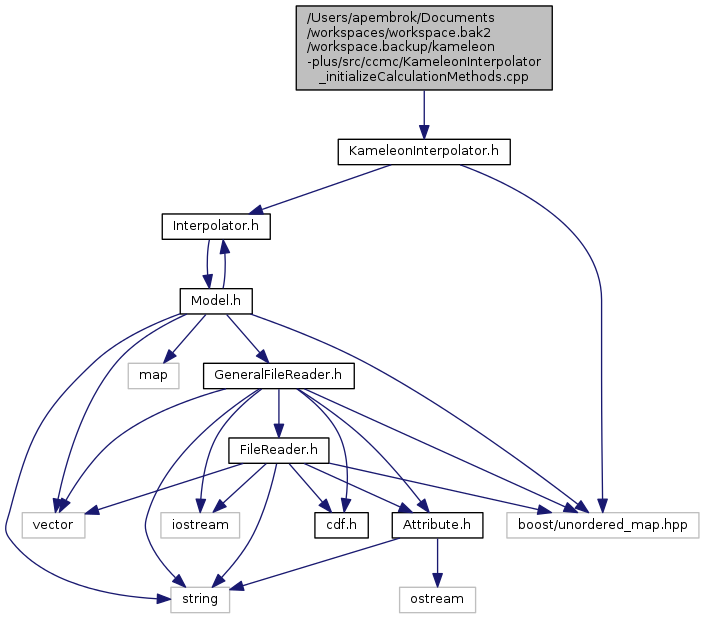 /Users/apembrok/Documents
/workspaces/workspace.bak2
/workspace.backup/kameleon
-plus/src/ccmc/KameleonInterpolator
_initializeCalculationMethods.cpp
KameleonInterpolator.h
Interpolator.h
Model.h
map
GeneralFileReader.h
FileReader.h
vector
iostream
cdf.h
Attribute.h
boost/unordered_map.hpp
string
ostream